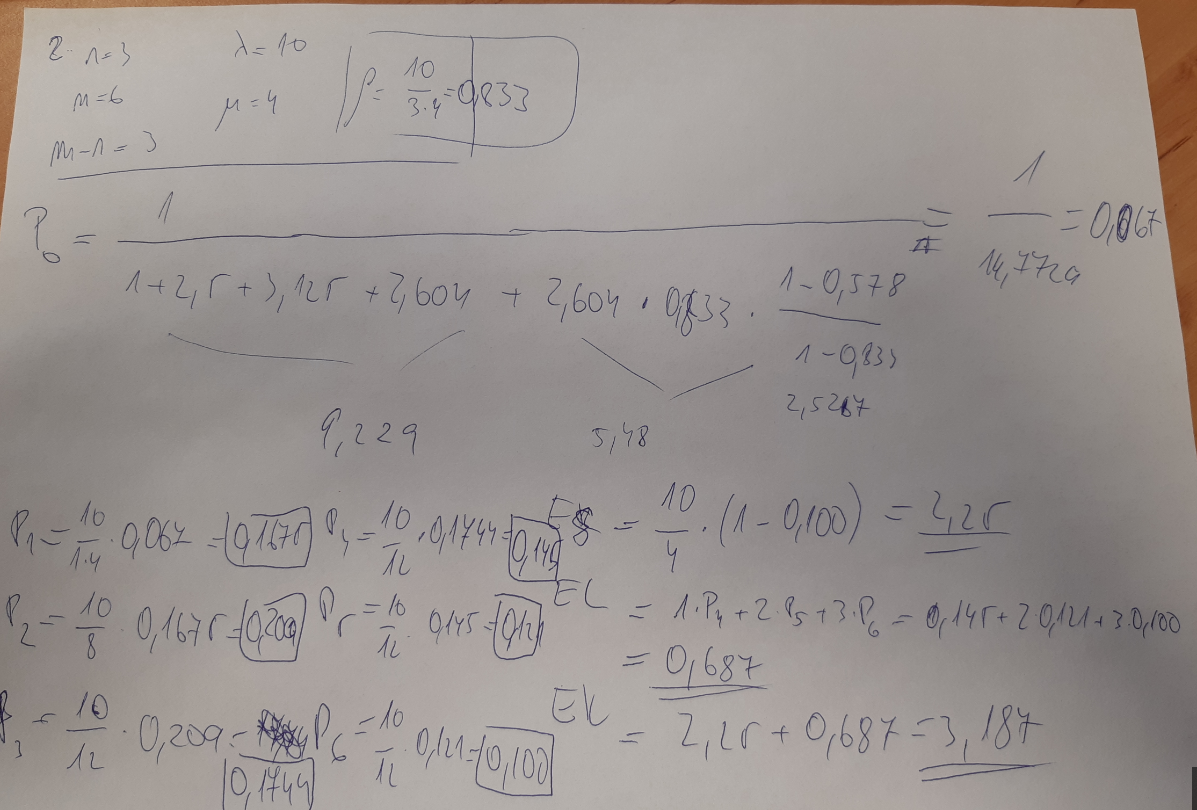 2. n=3 λ=10 ρ= 10/3·4 =0,833
m=6 μ=4
m-n=3
P0 = 1 / 1+2,5+3,125+2,604 + 2,604 · 0,833 · 1-0,578 / 1-0,833 = 1 / 14,7729 = 0,067
2,527
9,229 5,48
P1 = 10/1·4 · 0,067 = 0,1675 P4 = 10/12 · 0,1744 = 0,145 ES = 10/4 · (1-0,100) = 2,25
P2 = 10/8 · 0,1675 = 0,209 P5 = 10/12 · 0,145 = 0,121 EL = 1·P4 + 2·P5 + 3·P6 = 0,145+2·0,121+3·0,100
= 0,687
P3 = 10/12 · 0,209 = 0,1744 P6 = 10/12 · 0,121 = 0,100 EK = 2,25 + 0,687 = 3,187